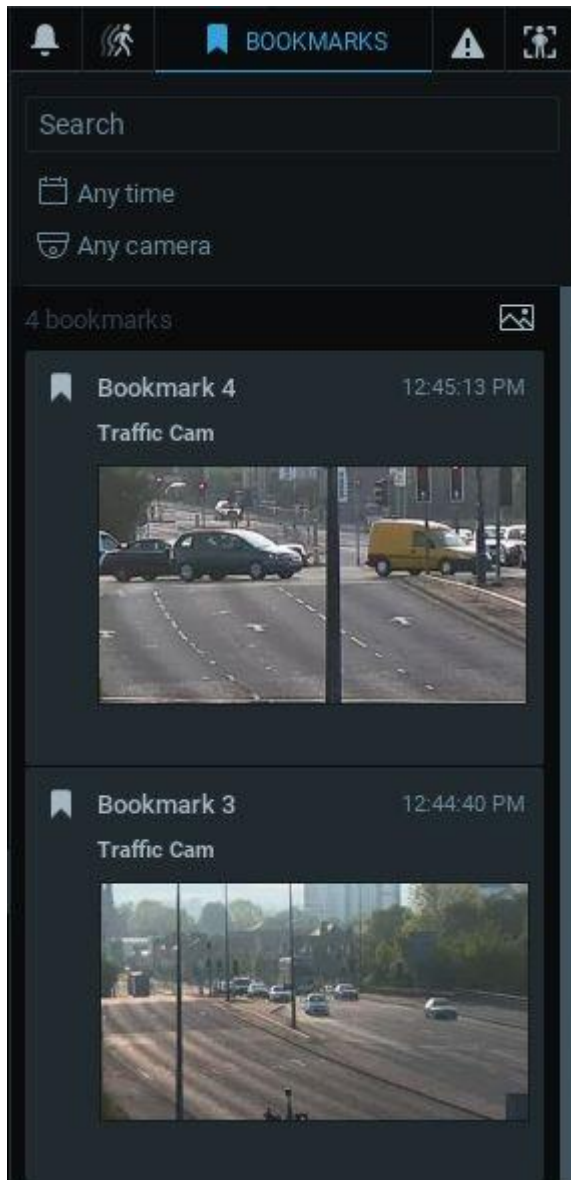 BOOKMARKS
Search
Any time
Any camera
4 bookmarks
Bookmark 4 12:45:13 PM
Traffic Cam
Bookmark 3 12:44:40 PM
Traffic Cam